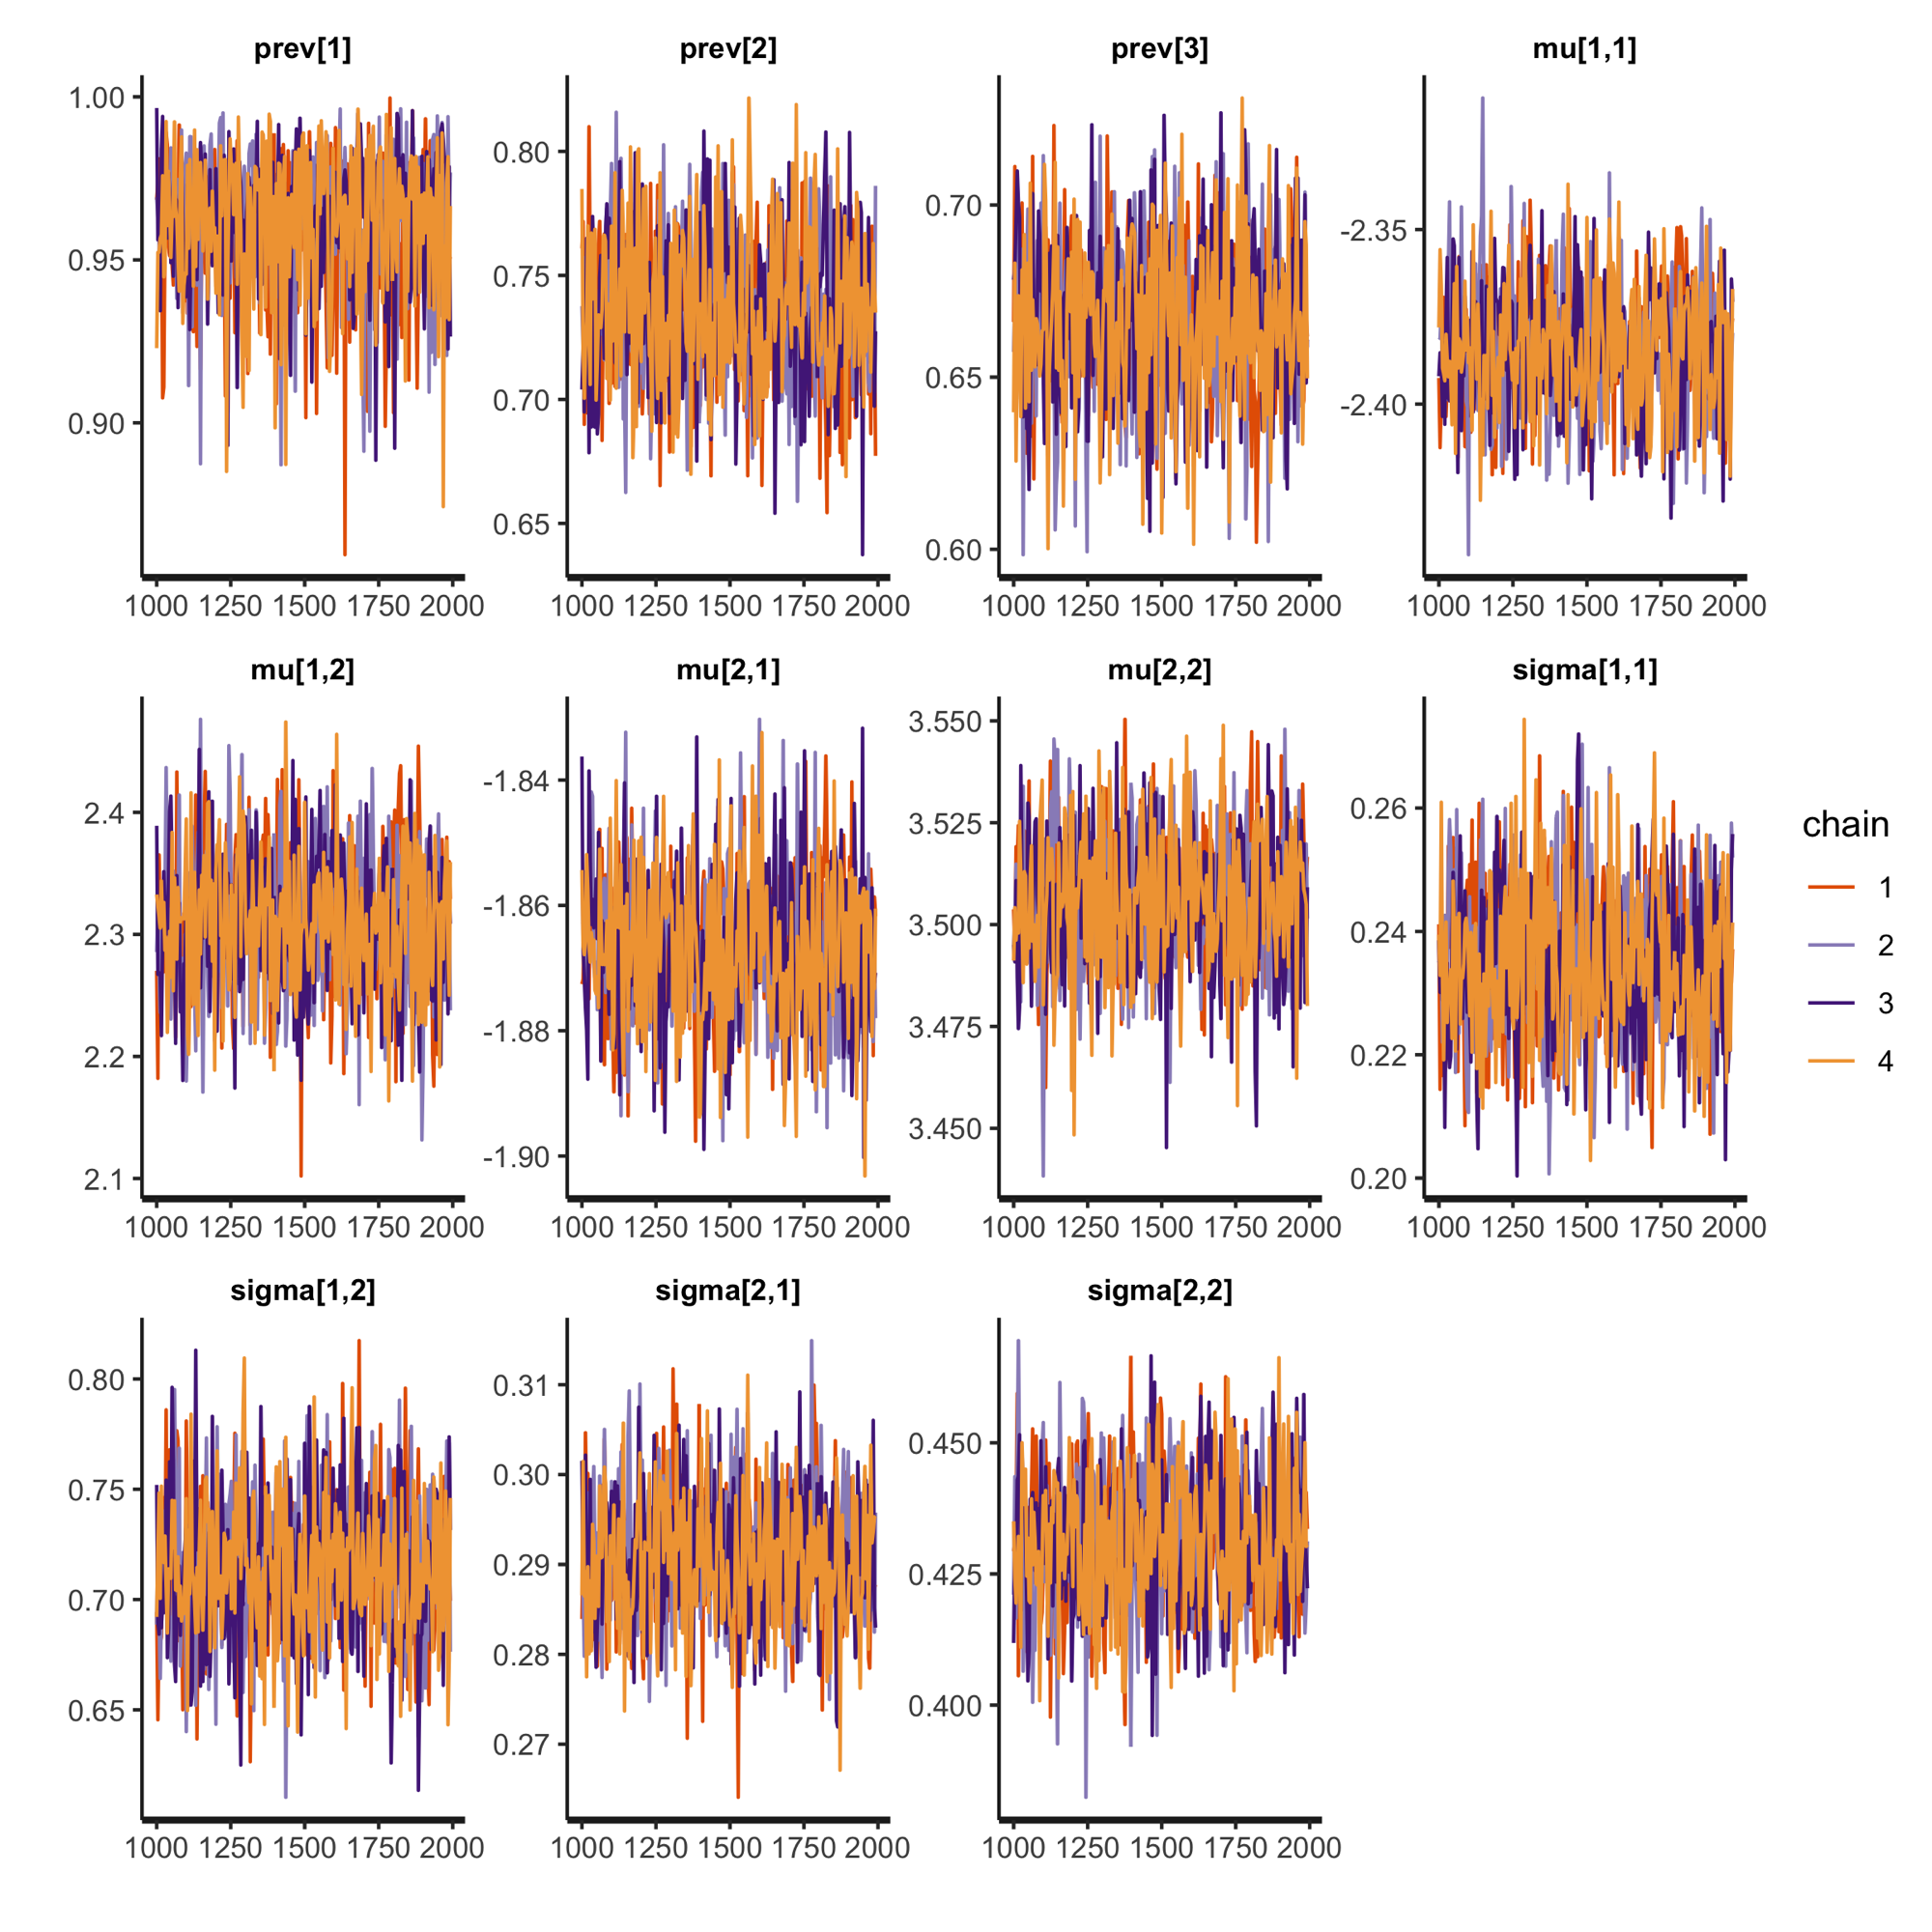 prev[1] prev[2] prev[3] mu[1,1]
1.00 0.95 0.90
0.80 0.75 0.70 0.65
0.70 0.65 0.60
-2.35 -2.40
1000 1250 1500 1750 2000 1000 1250 1500 1750 2000 1000 1250 1500 1750 2000 1000 1250 1500 1750 2000
mu[1,2] mu[2,1] mu[2,2] sigma[1,1]
2.4 2.3 2.2 2.1
-1.84 -1.86 -1.88 -1.90
3.550 3.525 3.500 3.475 3.450
0.26 0.24 0.22 0.20
1000 1250 1500 1750 2000 1000 1250 1500 1750 2000 1000 1250 1500 1750 2000 1000 1250 1500 1750 2000
chain
1
2
3
4
sigma[1,2] sigma[2,1] sigma[2,2]
0.80 0.75 0.70 0.65
0.31 0.30 0.29 0.28 0.27
0.450 0.425 0.400
1000 1250 1500 1750 2000 1000 1250 1500 1750 2000 1000 1250 1500 1750 2000